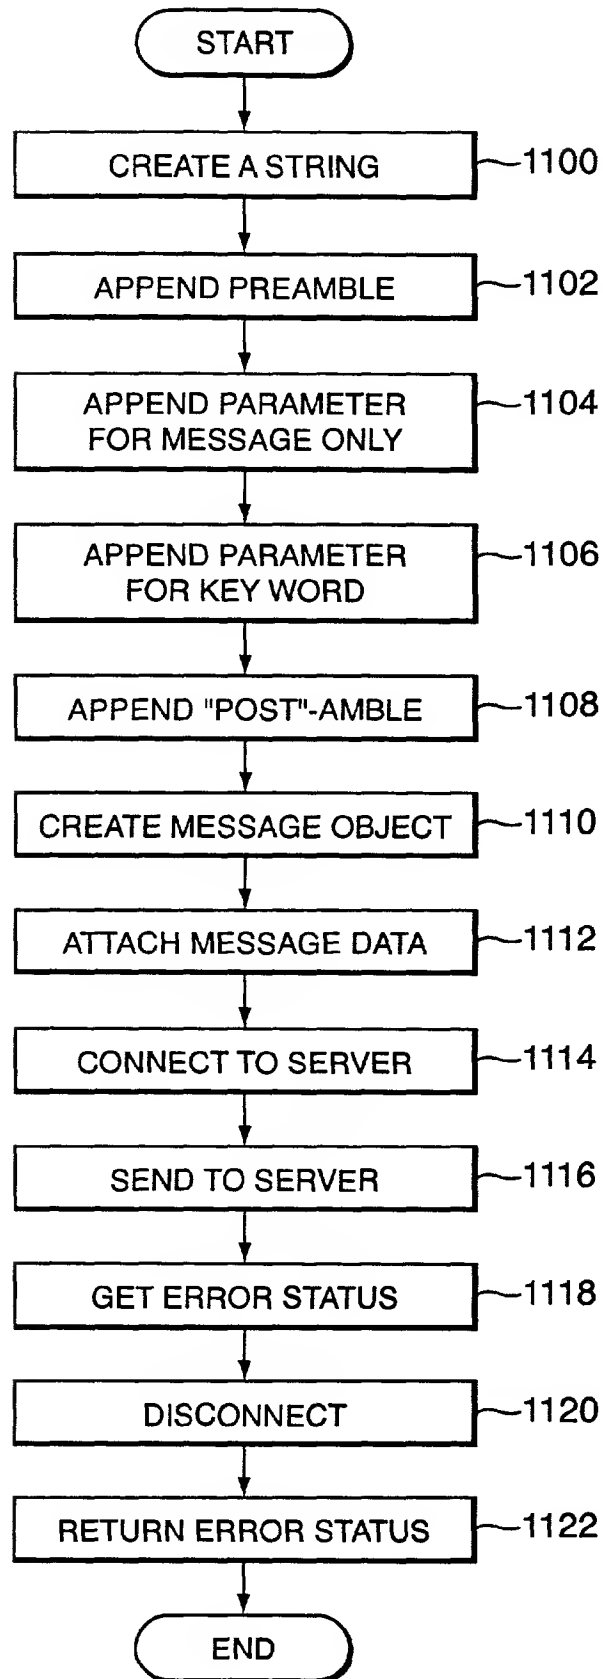 START
CREATE A STRING 1100
APPEND PREAMBLE 1102
APPEND PARAMETER 1104
FOR MESSAGE ONLY
APPEND PARAMETER 1106
FOR KEY WORD
APPEND "POST"-AMBLE 1108
CREATE MESSAGE OBJECT 1110
ATTACH MESSAGE DATA 1112
CONNECT TO SERVER 1114
SEND TO SERVER 1116
GET ERROR STATUS 1118
DISCONNECT 1120
RETURN ERROR STATUS 1122
END